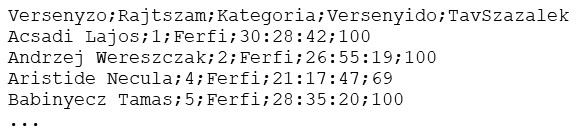 Versenyzo;Rajtszam;Kategoria;Versenyido;TavSzazalek
Acsadi Lajos;1;Ferfi;30:28:42;100
Andrzej Wereszczak;2;Ferfi;26:55:19;100
Aristide Necula;4;Ferfi;21:17:47;69
Babinyecz Tamas;5;Ferfi;28:35:20;100
...